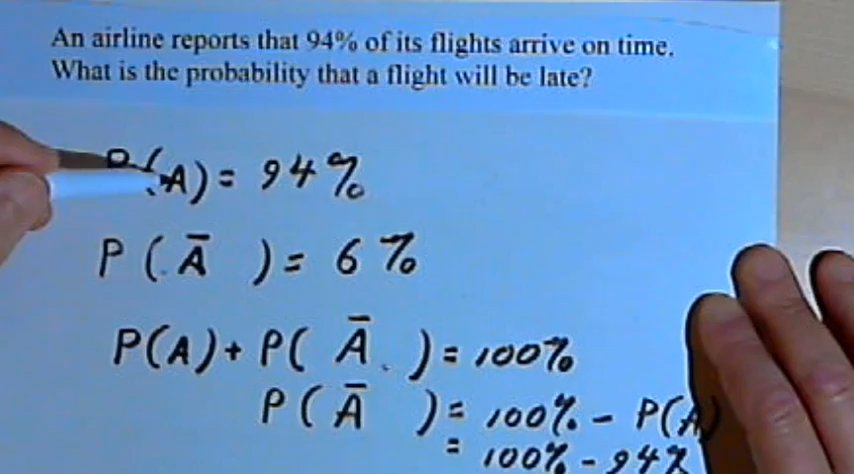 An airline reports that 94% of its flights arrive on time.
What is the probability that a flight will be late?
P(A) = 94%
P(Ā) = 6%
P(A) + P(Ā) = 100%
P(Ā) = 100% - P(A)
= 100% - 94%